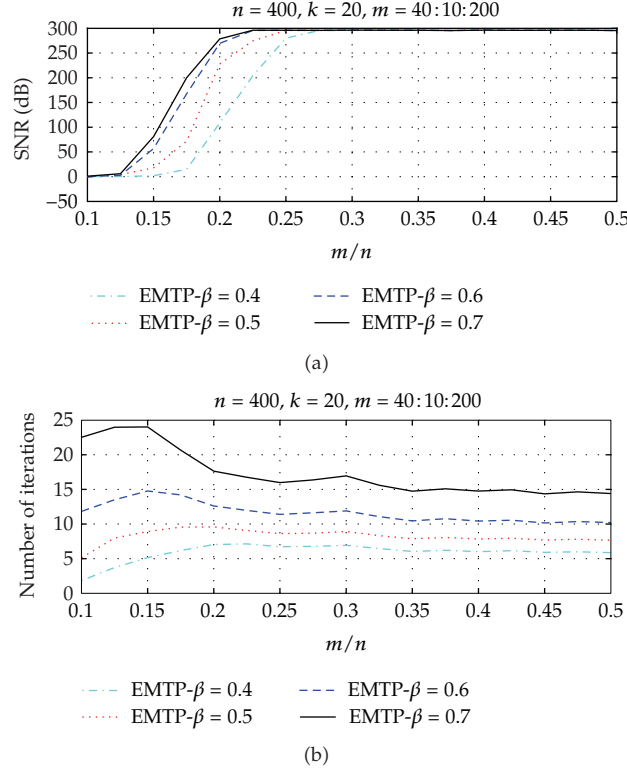 n = 400, k = 20, m = 40:10:200
300
250
200
150
100
50
0
−50
SNR (dB)
0.1 0.15 0.2 0.25 0.3 0.35 0.4 0.45 0.5
m/n
EMTP-β = 0.4 EMTP-β = 0.6
EMTP-β = 0.5 EMTP-β = 0.7
(a)
n = 400, k = 20, m = 40:10:200
25
20
15
10
5
0
Number of iterations
0.1 0.15 0.2 0.25 0.3 0.35 0.4 0.45 0.5
m/n
EMTP-β = 0.4 EMTP-β = 0.6
EMTP-β = 0.5 EMTP-β = 0.7
(b)